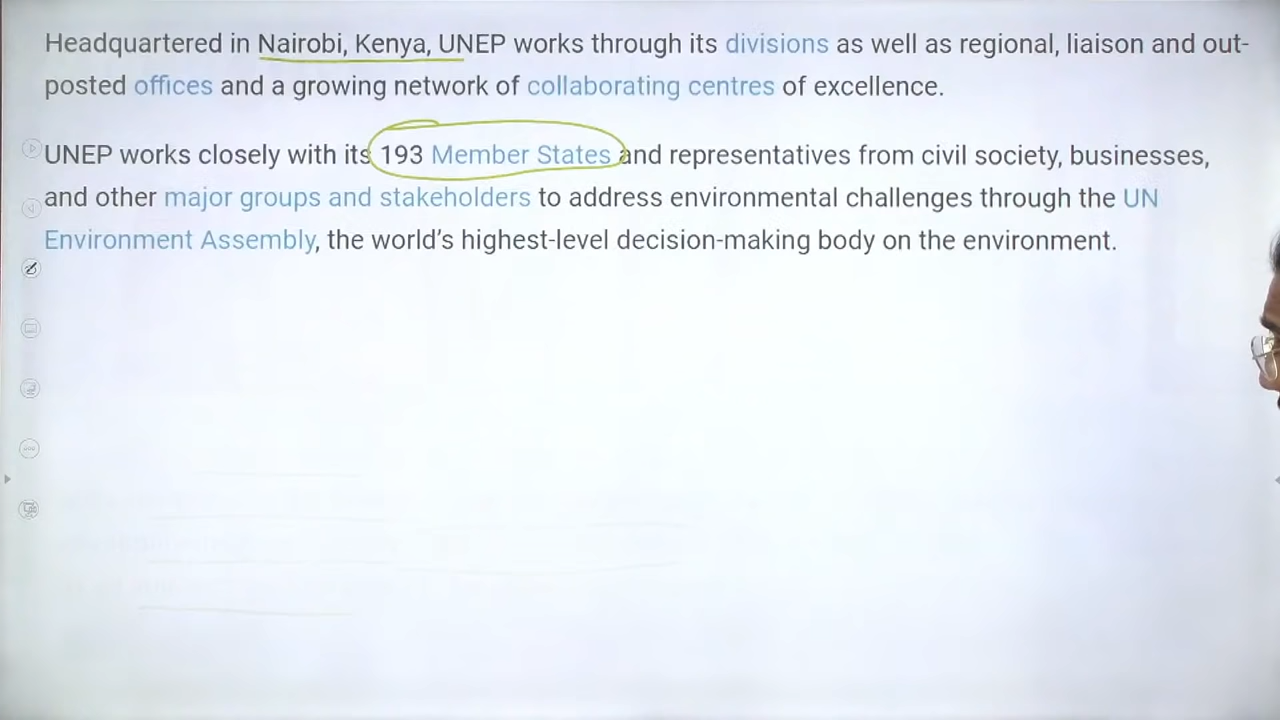 Headquartered in Nairobi, Kenya, UNEP works through its divisions as well as regional, liaison and out-
posted offices and a growing network of collaborating centres of excellence.
UNEP works closely with its 193 Member States and representatives from civil society, businesses,
and other major groups and stakeholders to address environmental challenges through the UN
Environment Assembly, the world’s highest-level decision-making body on the environment.